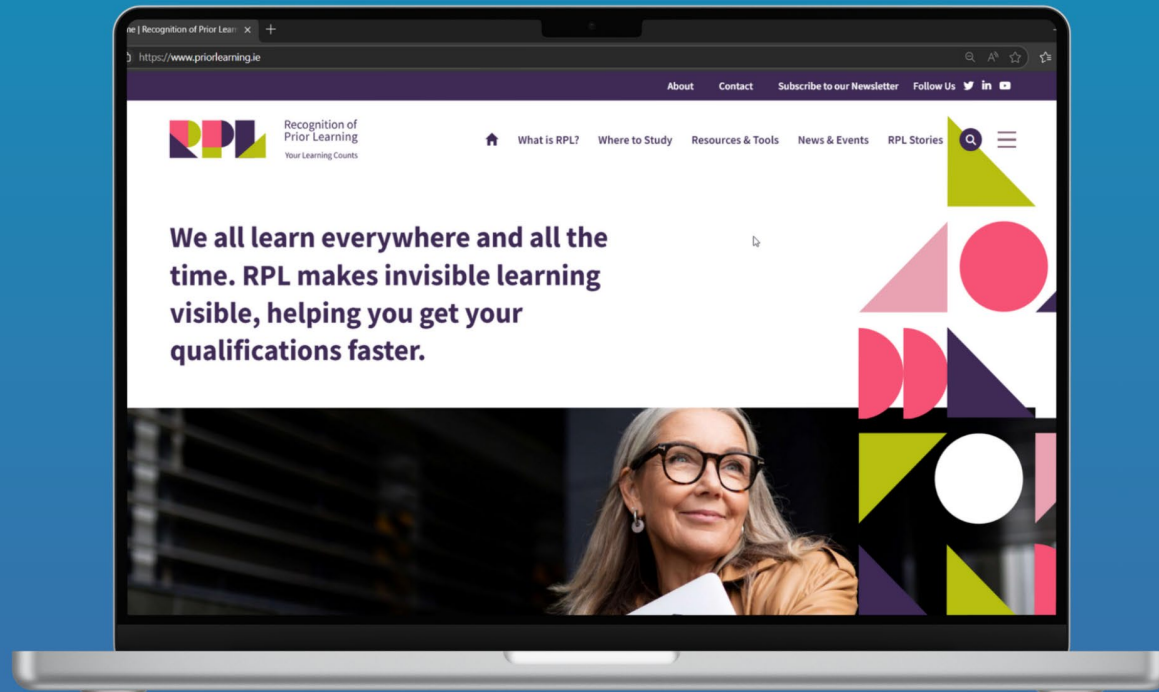 ne | Recognition of Prior Lear
https://www.priorlearning.ie
About Contact Subscribe to our Newsletter Follow Us
RPL
Recognition of
Prior Learning
Your Learning Counts
What is RPL? Where to Study Resources & Tools News & Events RPL Stories
We all learn everywhere and all the
time. RPL makes invisible learning
visible, helping you get your
qualifications faster.